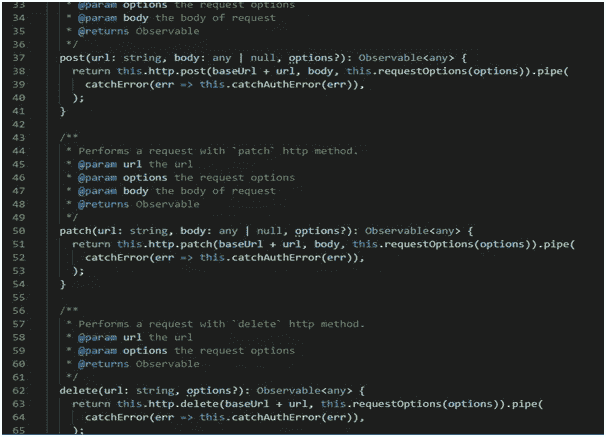 33 * @param options the request options
34 * @param body the body of request
35 * @returns Observable
36 */
37 post(url: string, body: any | null, options?): Observable<any> {
38 return this.http.post(baseUrl + url, body, this.requestOptions(options)).pipe(
39 catchError(err => this.catchAuthError(err)),
40 );
41 }
42
43 /**
44 * Performs a request with `patch` http method.
45 * @param url the url
46 * @param options the request options
47 * @param body the body of request
48 * @returns Observable
49 */
50 patch(url: string, body: any | null, options?): Observable<any> {
51 return this.http.patch(baseUrl + url, body, this.requestOptions(options)).pipe(
52 catchError(err => this.catchAuthError(err)),
53 );
54 }
55
56 /**
57 * Performs a request with `delete` http method.
58 * @param url the url
59 * @param options the request options
60 * @returns Observable
61 */
62 delete(url: string, options?): Observable<any> {
63 return this.http.delete(baseUrl + url, this.requestOptions(options)).pipe(
64 catchError(err => this.catchAuthError(err)),
65 );